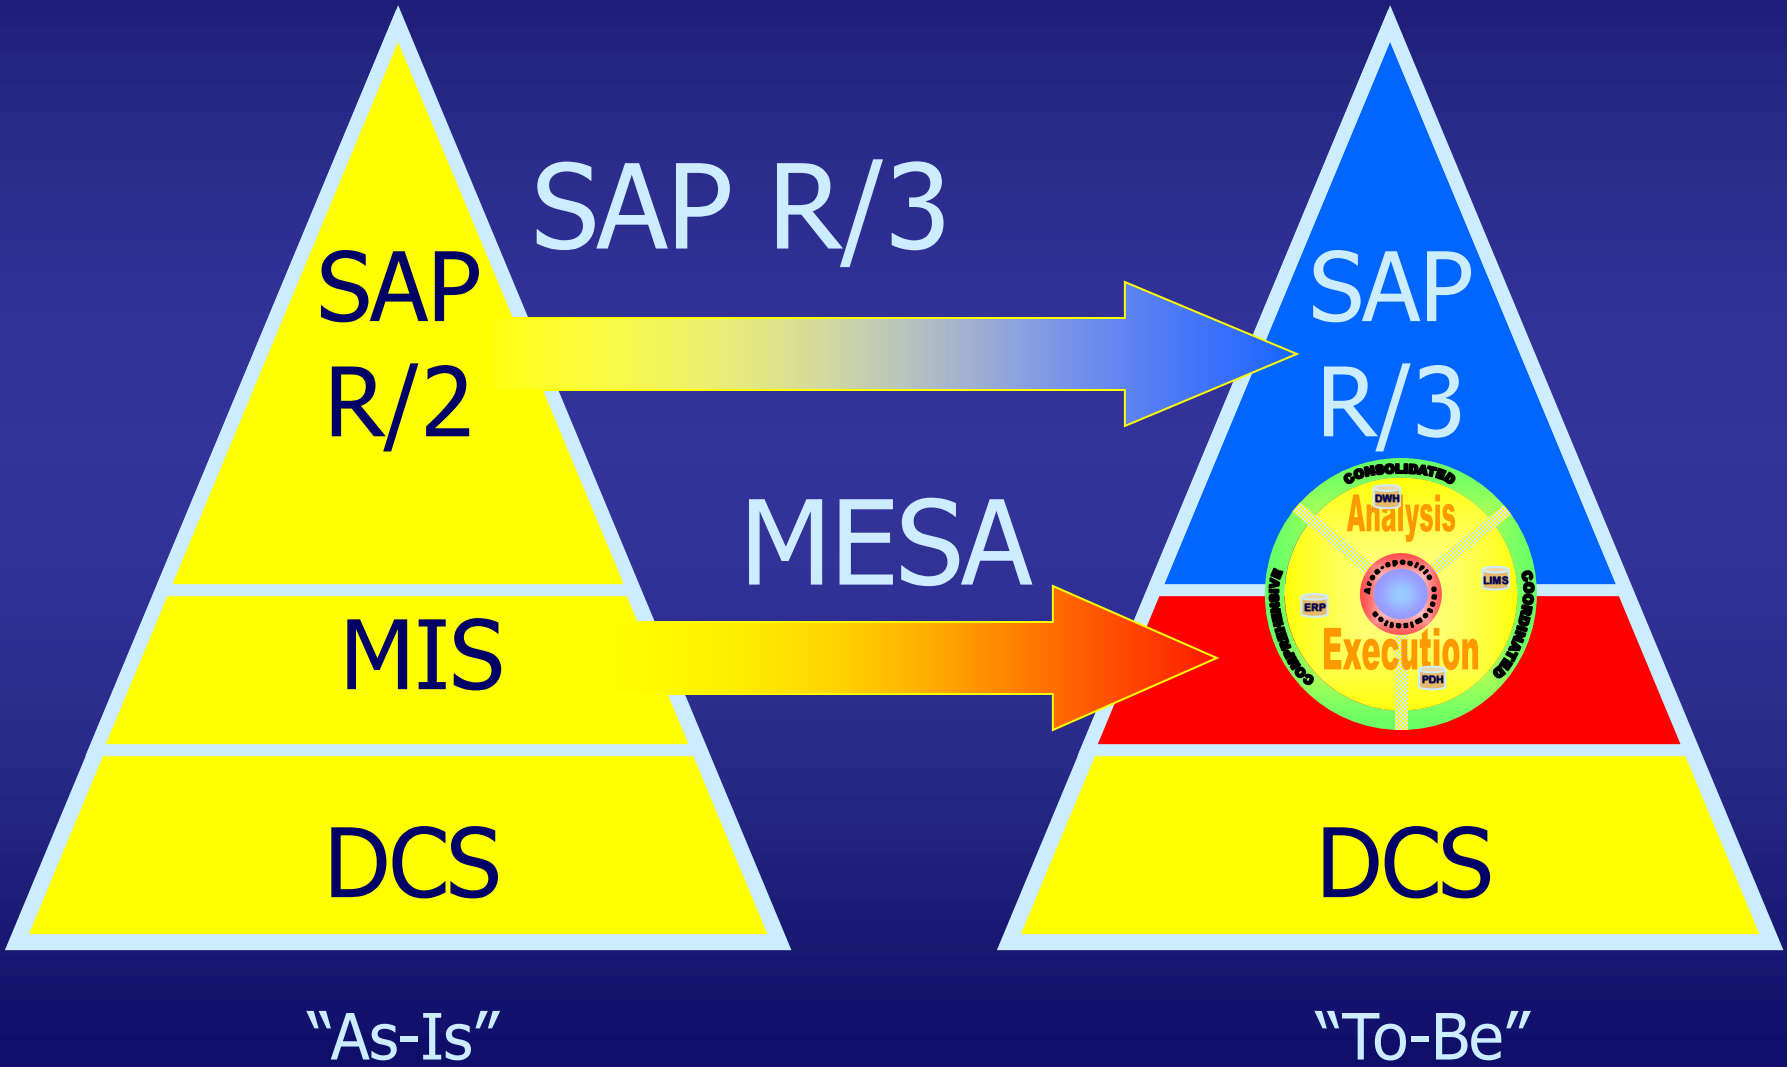 SAP R/3
SAP
R/2
SAP
R/3
MESA
CONSOLIDATED
DWH
Analysis
LIMS
COORDINATED
ERP
COMPREHENSIVE
Execution
PDH
MIS
DCS
DCS
“As-Is”
“To-Be”